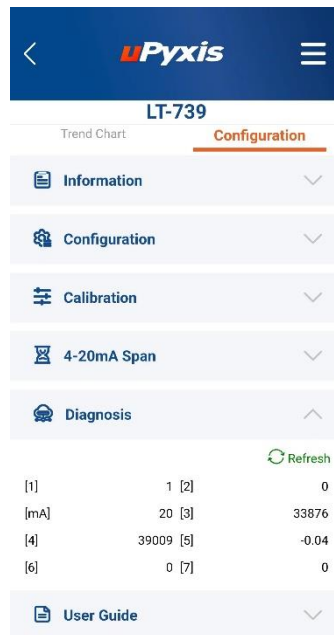 uPyxis
LT-739
Trend Chart Configuration
Information
Configuration
Calibration
4-20mA Span
Diagnosis
Refresh
[1] 1 [2] 0
[mA] 20 [3] 33876
[4] 39009 [5] -0.04
[6] 0 [7] 0
User Guide